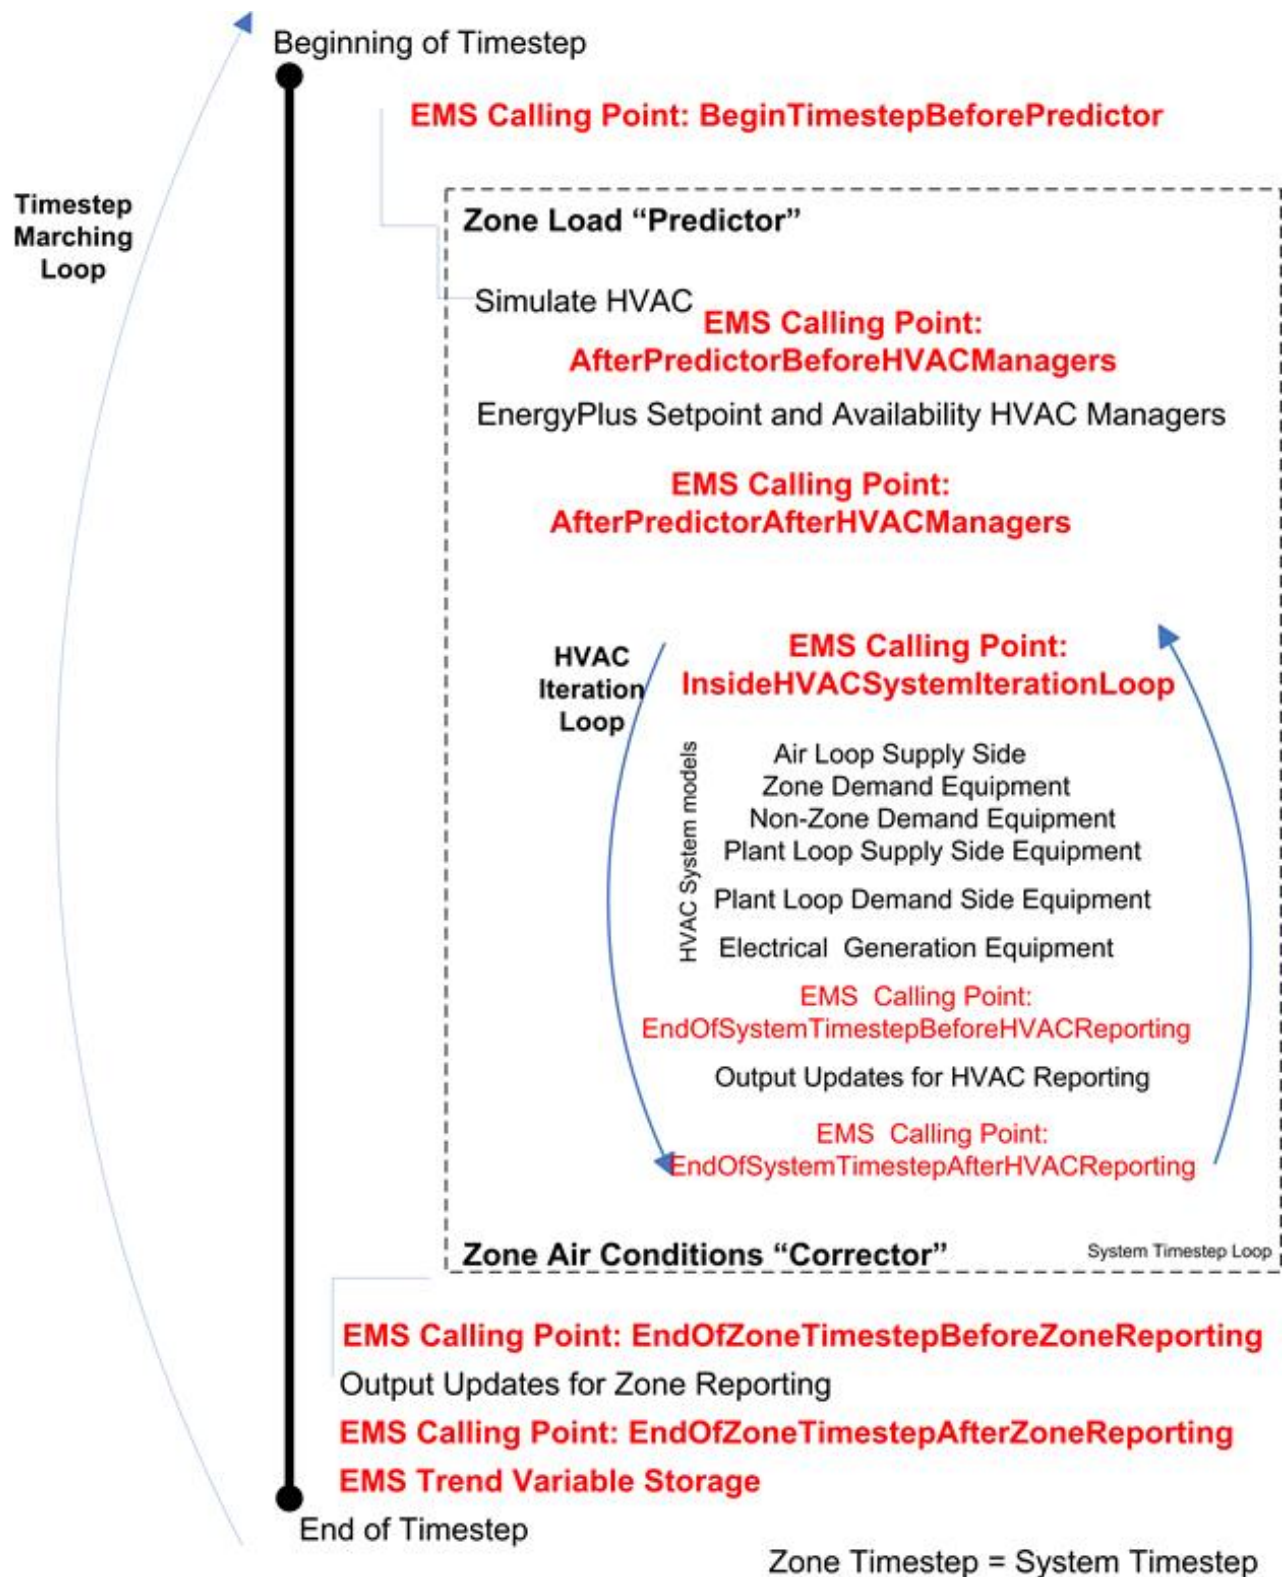 Beginning of Timestep
EMS Calling Point: BeginTimestepBeforePredictor
Timestep
Marching
Loop
Zone Load “Predictor”
Simulate HVAC
EMS Calling Point:
AfterPredictorBeforeHVACManagers
EnergyPlus Setpoint and Availability HVAC Managers
EMS Calling Point:
AfterPredictorAfterHVACManagers
HVAC
Iteration
Loop
EMS Calling Point:
InsideHVACSystemIterationLoop
HVAC System models
Air Loop Supply Side
Zone Demand Equipment
Non-Zone Demand Equipment
Plant Loop Supply Side Equipment
Plant Loop Demand Side Equipment
Electrical Generation Equipment
EMS Calling Point:
EndOfSystemTimestepBeforeHVACReporting
Output Updates for HVAC Reporting
EMS Calling Point:
EndOfSystemTimestepAfterHVACReporting
Zone Air Conditions “Corrector”
System Timestep Loop
EMS Calling Point: EndOfZoneTimestepBeforeZoneReporting
Output Updates for Zone Reporting
EMS Calling Point: EndOfZoneTimestepAfterZoneReporting
EMS Trend Variable Storage
End of Timestep
Zone Timestep = System Timestep